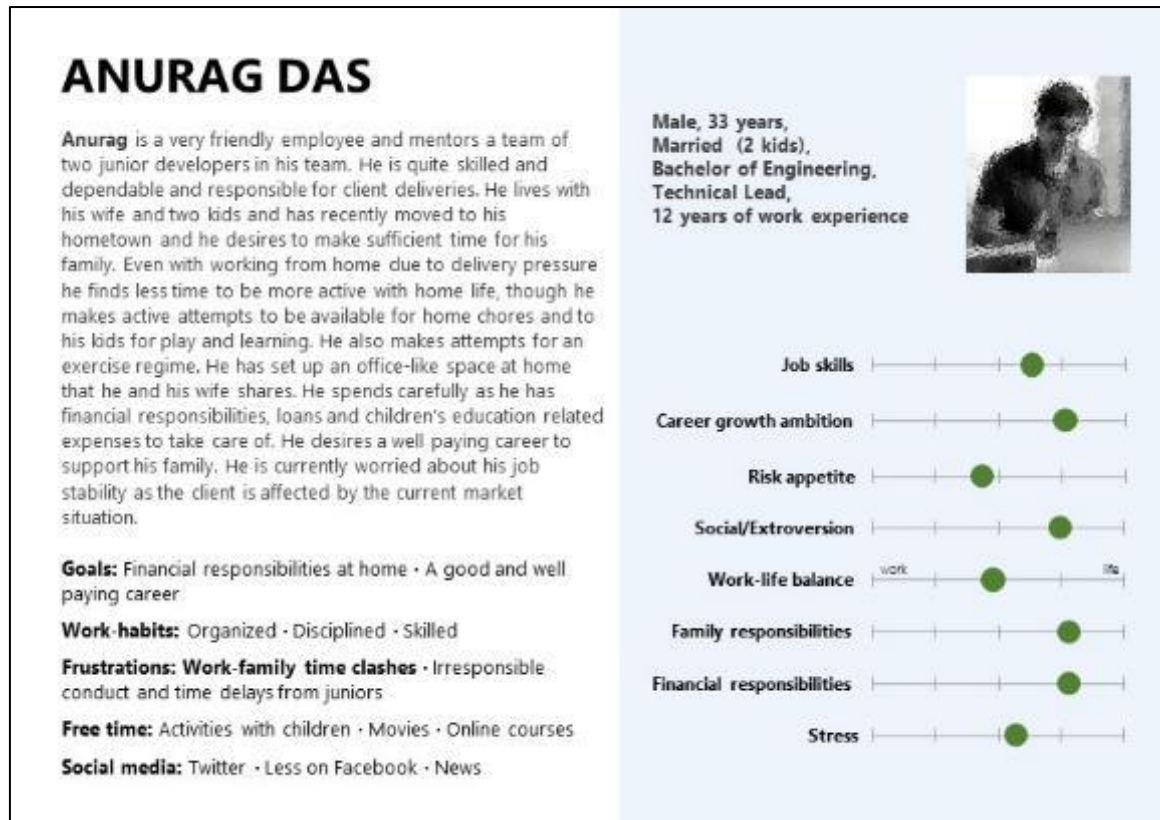 ANURAG DAS
Anurag is a very friendly employee and mentors a team of
two junior developers in his team. He is quite skilled and
dependable and responsible for client deliveries. He lives with
his wife and two kids and has recently moved to his
hometown and he desires to make sufficient time for his
family. Even with working from home due to delivery pressure
he finds less time to be more active with home life, though he
makes active attempts to be available for home chores and to
his kids for play and learning. He also makes attempts for an
exercise regime. He has set up an office-like space at home
that he and his wife shares. He spends carefully as he has
financial responsibilities, loans and children's education related
expenses to take care of. He desires a well paying career to
support his family. He is currently worried about his job
stability as the client is affected by the current market
situation.
Goals: Financial responsibilities at home · A good and well
paying career
Work-habits: Organized · Disciplined · Skilled
Frustrations: Work-family time clashes · Irresponsible
conduct and time delays from juniors
Free time: Activities with children · Movies · Online courses
Social media: Twitter · Less on Facebook · News
Male, 33 years,
Married (2 kids),
Bachelor of Engineering,
Technical Lead,
12 years of work experience
Job skills
Career growth ambition
Risk appetite
Social/Extroversion
Work-life balance work life
Family responsibilities
Financial responsibilities
Stress